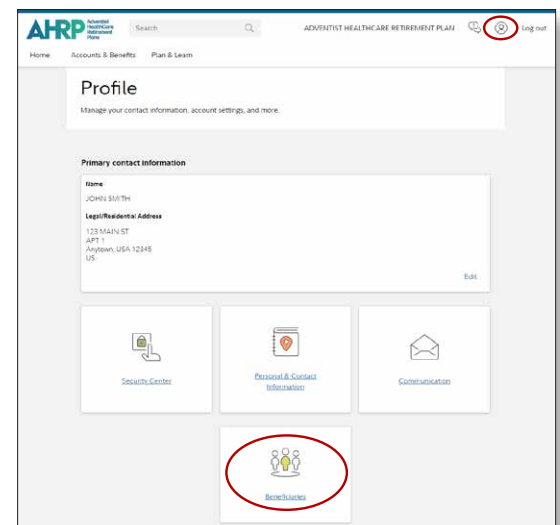 AHRP Adventist
HealthCare
Retirement
Plans
Search
ADVENTIST HEALTHCARE RETIREMENT PLAN
Log out
Home Accounts & Benefits Plan & Learn
Profile
Manage your contact information, account settings, and more.
Primary contact information
Name
JOHN SMITH
Legal/Residential Address
123 MAIN ST
APT 1
Anytown, USA 12345
US
Edit
Security Center
Personal & Contact
Information
Communication
Beneficiaries